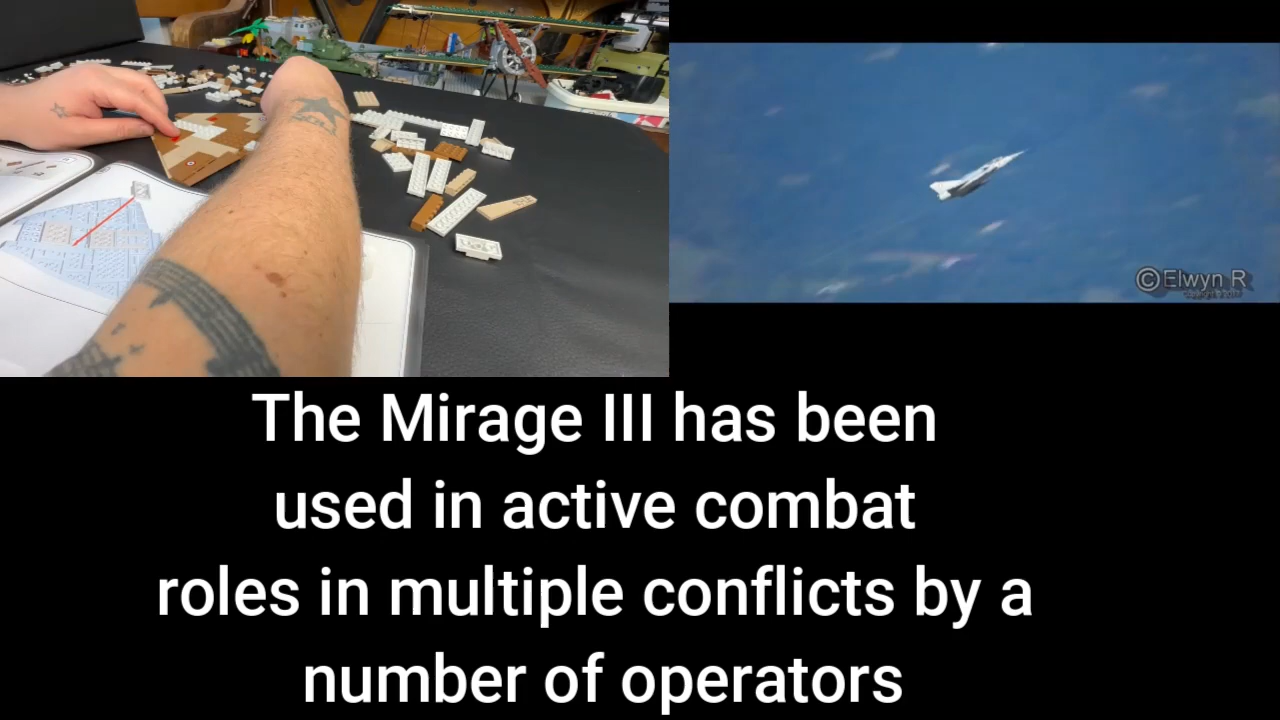 ©Elwyn R
The Mirage III has been
used in active combat
roles in multiple conflicts by a
number of operators